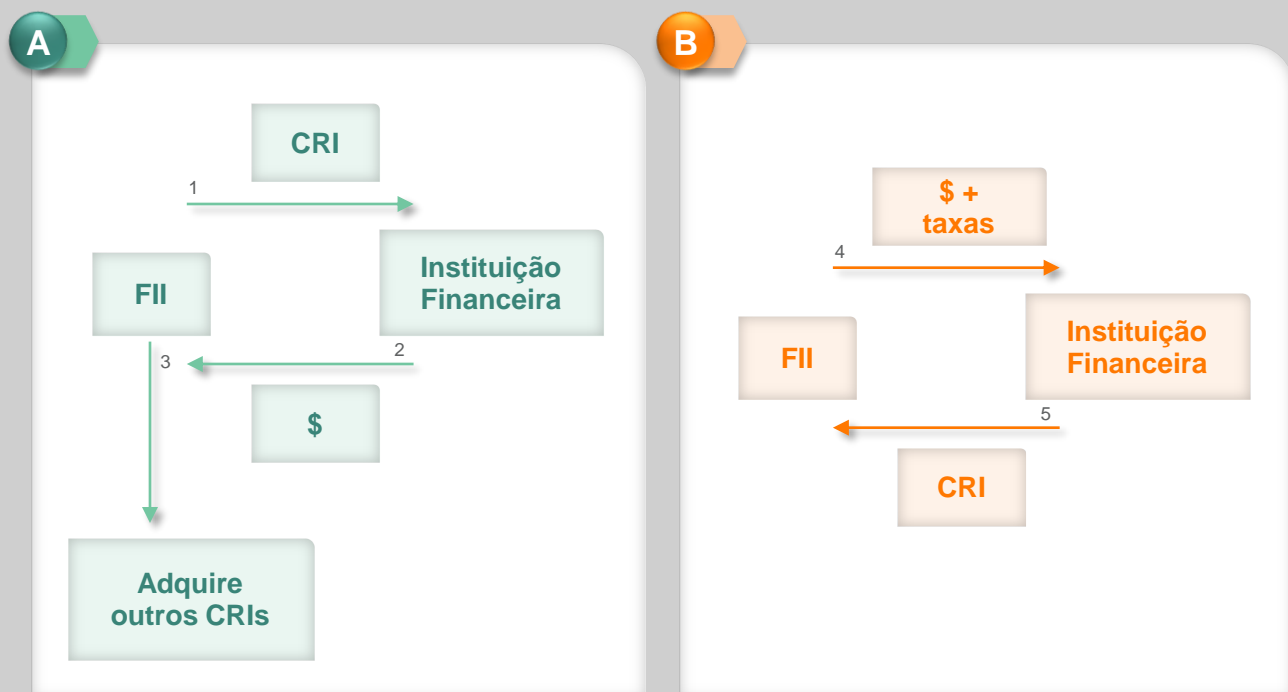 A
CRI
1
FII
Instituição
Financeira
2
3
$
Adquire
outros CRIs
B
$ +
taxas
4
FII
Instituição
Financeira
5
CRI